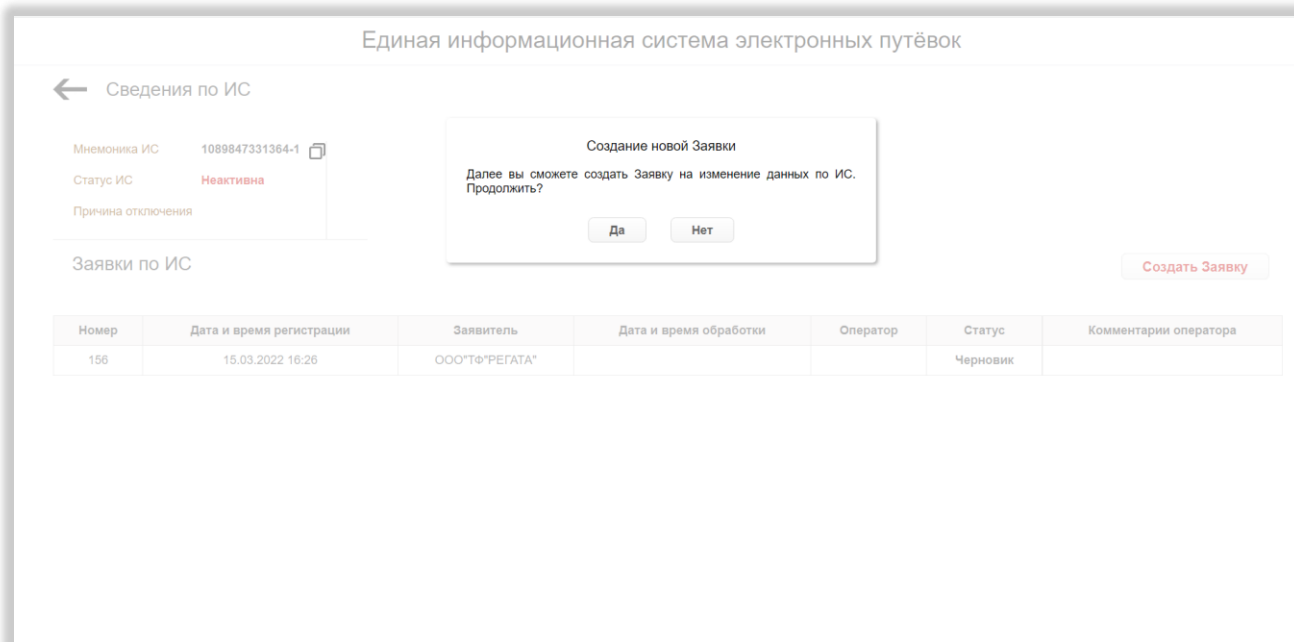 Единая информационная система электронных путёвок
Сведения по ИС
Мнемоника ИС 1089847331364-1
Статус ИС Неактивна
Причина отключения
Создание новой Заявки
Далее вы сможете создать Заявку на изменение данных по ИС.
Продолжить?
Да Нет
Заявки по ИС
Создать Заявку
Номер Дата и время регистрации Заявитель Дата и время обработки Оператор Статус Комментарии оператора
156 15.03.2022 16:26 ООО"ТФ"РЕГАТА" Черновик